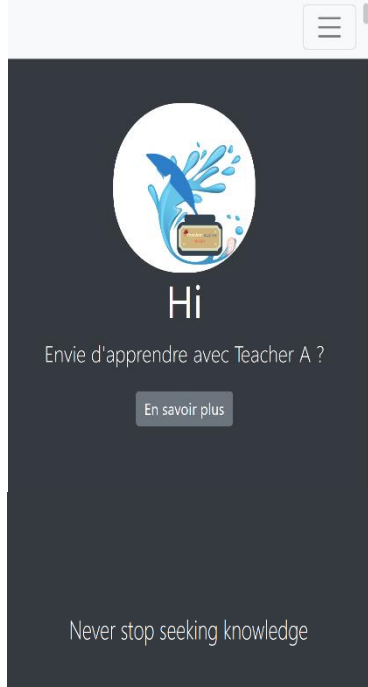 Hi
Envie d'apprendre avec Teacher A ?
En savoir plus
Never stop seeking knowledge